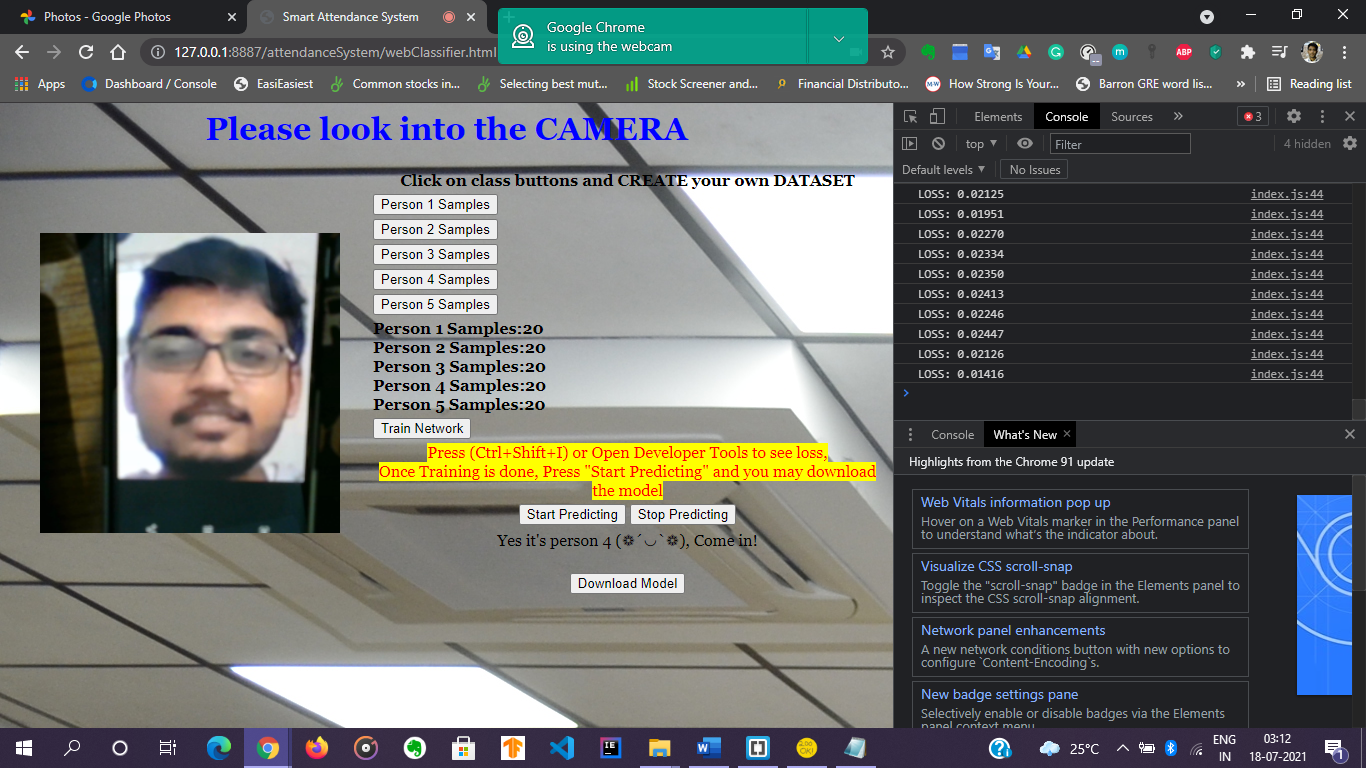 Photos - Google Photos
Smart Attendance System
Google Chrome
is using the webcam
127.0.0.1:8887/attendanceSystem/webClassifier.html
ABP
Apps
Dashboard / Console
EasiEasiest
Common stocks in...
Selecting best mut...
Stock Screener and...
Financial Distributo...
How Strong Is Your...
Barron GRE word lis...
»
Reading list
Please look into the CAMERA
Click on class buttons and CREATE your own DATASET
Person 1 Samples
Person 2 Samples
Person 3 Samples
Person 4 Samples
Person 5 Samples
Person 1 Samples:20
Person 2 Samples:20
Person 3 Samples:20
Person 4 Samples:20
Person 5 Samples:20
Train Network
Press (Ctrl+Shift+I) or Open Developer Tools to see loss,
Once Training is done, Press "Start Predicting" and you may download
the model
Start Predicting Stop Predicting
Yes it's person 4 (❁´◡`❁), Come in!
Download Model
Elements Console Sources » 3
top Filter 4 hidden
Default levels No Issues
LOSS: 0.02125 index.js:44
LOSS: 0.01951 index.js:44
LOSS: 0.02270 index.js:44
LOSS: 0.02334 index.js:44
LOSS: 0.02350 index.js:44
LOSS: 0.02413 index.js:44
LOSS: 0.02246 index.js:44
LOSS: 0.02447 index.js:44
LOSS: 0.02126 index.js:44
LOSS: 0.01416 index.js:44
Console What's New
Highlights from the Chrome 91 update
Web Vitals information pop up
Hover on a Web Vitals marker in the Performance panel
to understand what's the indicator about.
Visualize CSS scroll-snap
Toggle the "scroll-snap" badge in the Elements panel to
inspect the CSS scroll-snap alignment.
Network panel enhancements
A new network conditions button with new options to
configure `Content-Encoding`s.
New badge settings pane
Selectively enable or disable badges via the Elements
panel context menu.
25°C
ENG
IN
03:12
18-07-2021
1